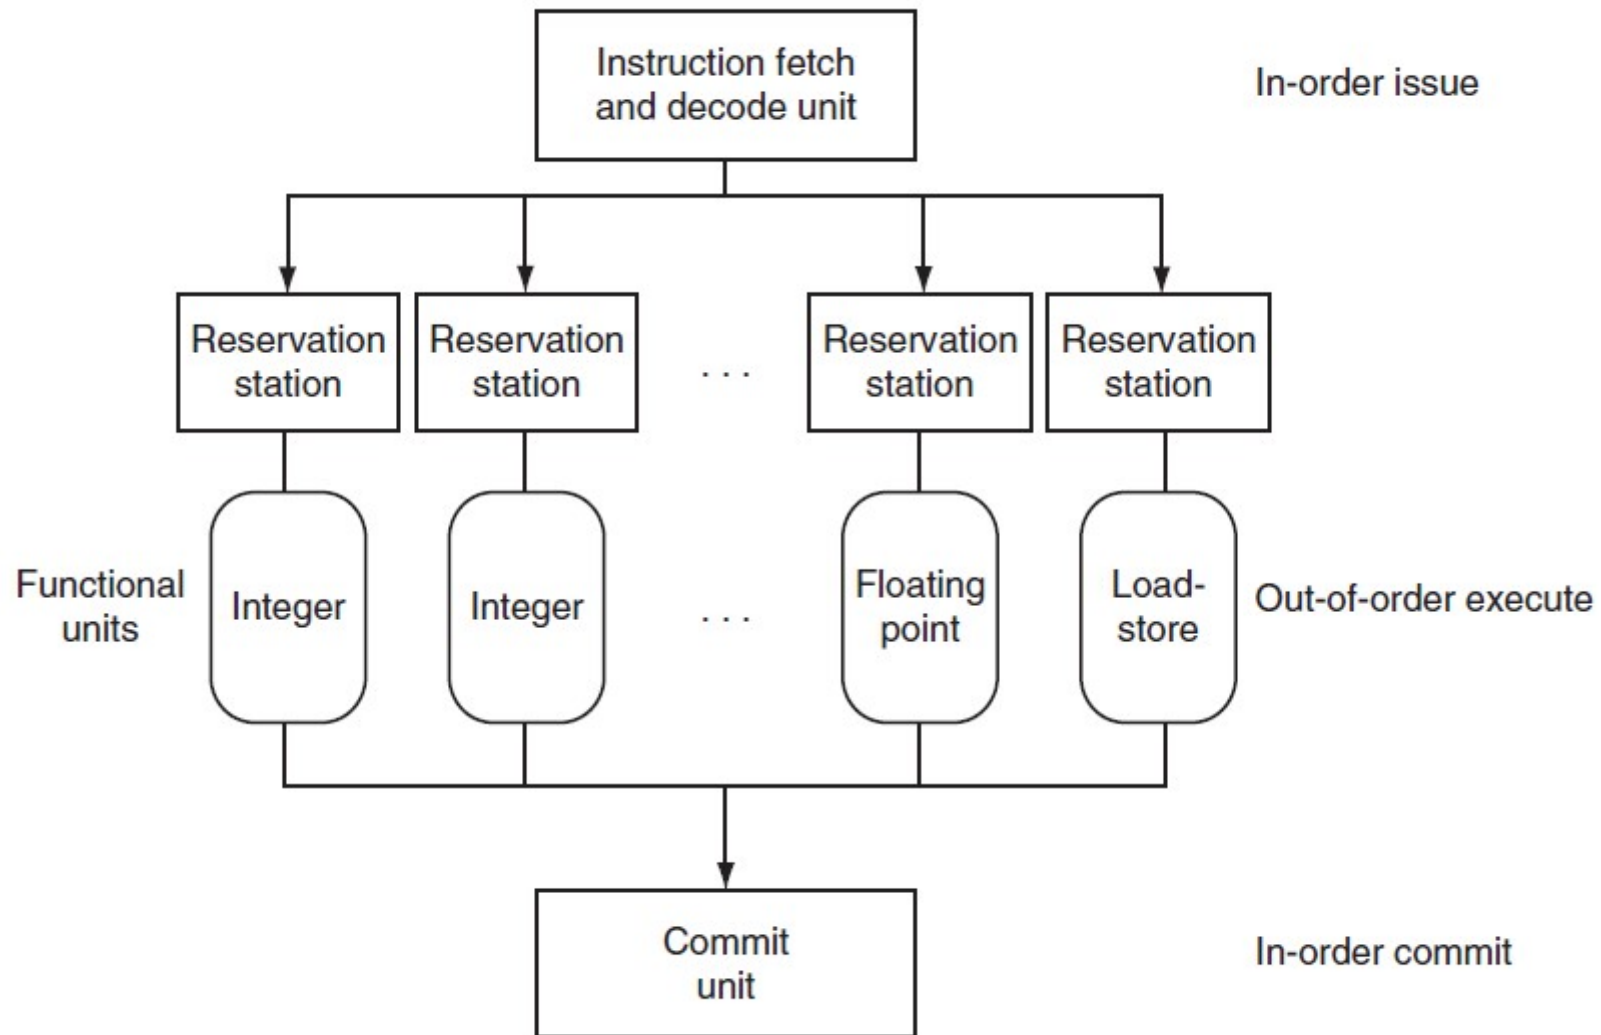 Instruction fetch
and decode unit
In-order issue
Reservation
station
Reservation
station
. . .
Reservation
station
Reservation
station
Functional
units
Integer
Integer
. . .
Floating
point
Load-
store
Out-of-order execute
Commit
unit
In-order commit